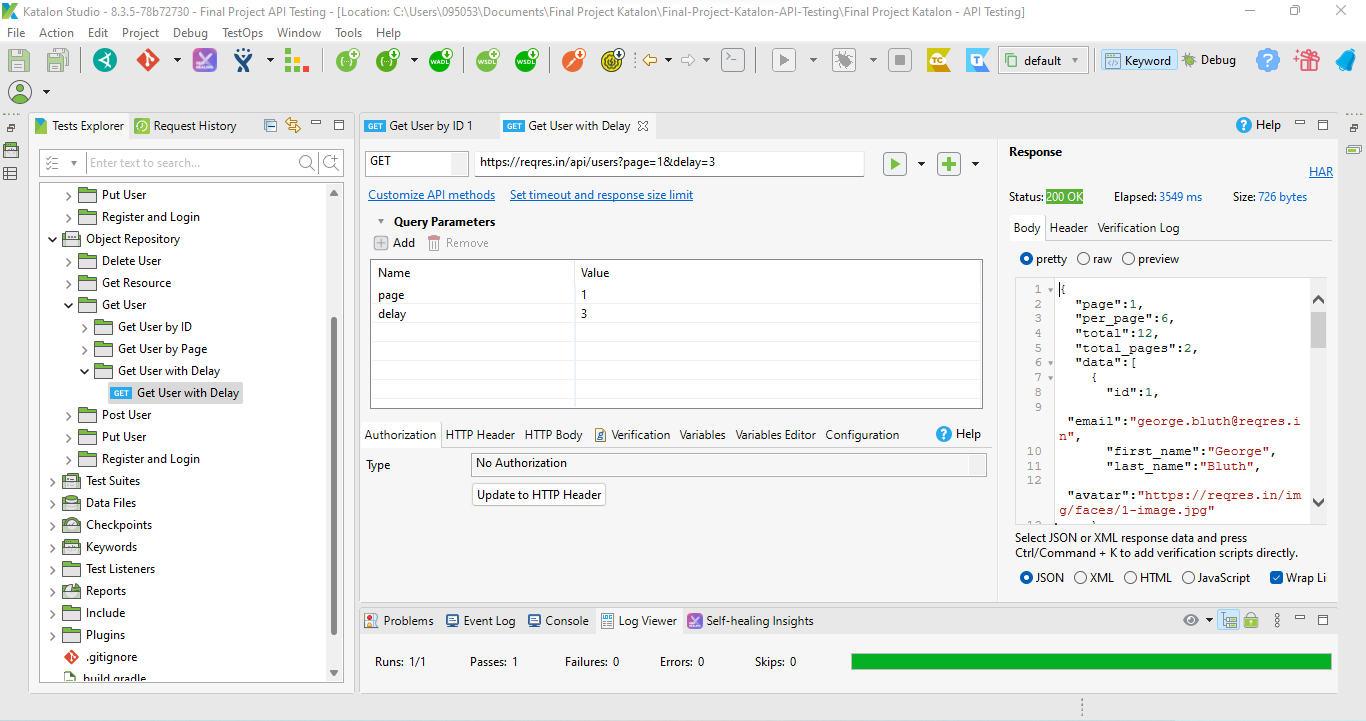 Katalon Studio - 8.3.5-78b72730 - Final Project API Testing - [Location: C:\Users\095053\Documents\Final Project Katalon\Final-Project-Katalon-API-Testing\Final Project Katalon - API Testing]
File Action Edit Project Debug TestOps Window Tools Help
default Keyword Debug
Tests Explorer Request History
Enter text to search...
Put User
Register and Login
Object Repository
Delete User
Get Resource
Get User
Get User by ID
Get User by Page
Get User with Delay
GET Get User with Delay
Post User
Put User
Register and Login
Test Suites
Data Files
Checkpoints
Keywords
Test Listeners
Reports
Include
Plugins
.gitignore
build.gradle
GET Get User by ID 1 GET Get User with Delay
Help
GET https://reqres.in/api/users?page=1&delay=3
Customize API methods Set timeout and response size limit
Query Parameters
Add Remove
Name Value
page 1
delay 3
Authorization HTTP Header HTTP Body Verification Variables Variables Editor Configuration Help
Type No Authorization
Update to HTTP Header
Response
HAR
Status: 200 OK Elapsed: 3549 ms Size: 726 bytes
Body Header Verification Log
pretty raw preview
1 {
2 "page":1,
3 "per_page":6,
4 "total":12,
5 "total_pages":2,
6 "data":[
7 {
8 "id":1,
9
"email":"george.bluth@reqres.i
n",
10 "first_name":"George",
11 "last_name":"Bluth",
12
"avatar":"https://reqres.in/im
g/faces/1-image.jpg"
Select JSON or XML response data and press
Ctrl/Command + K to add verification scripts directly.
JSON XML HTML JavaScript Wrap Li
Problems Event Log Console Log Viewer Self-healing Insights
Runs: 1/1 Passes: 1 Failures: 0 Errors: 0 Skips: 0